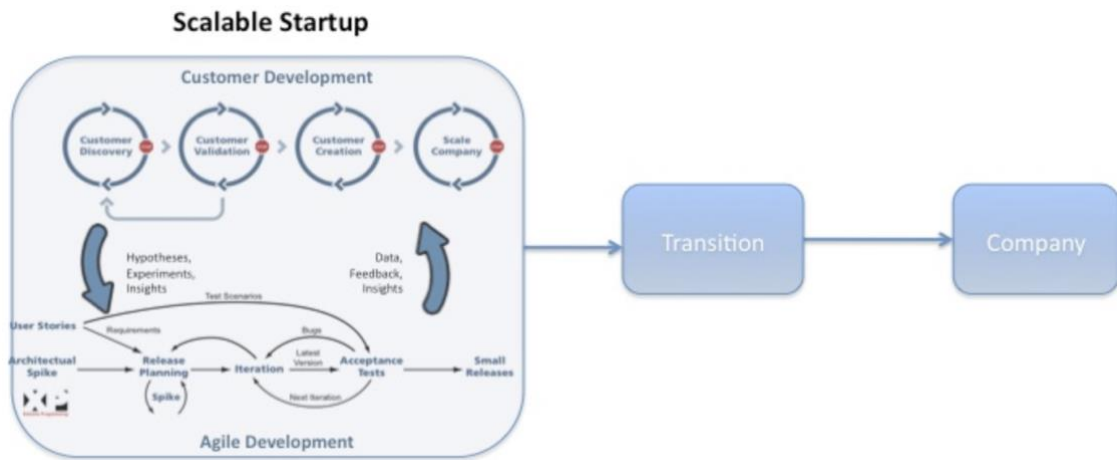 Scalable Startup
Customer Development
Customer
Discovery
Customer
Validation
Customer
Creation
Scale
Company
Hypotheses,
Experiments,
Insights
Data,
Feedback,
Insights
Transition
Company
Test Scenarios
User Stories
Requirements
Bugs
Architectual
Spike
Release
Planning
Iteration
Latest
Version
Acceptance
Tests
Small
Releases
Spike
Next Iteration
Agile Development